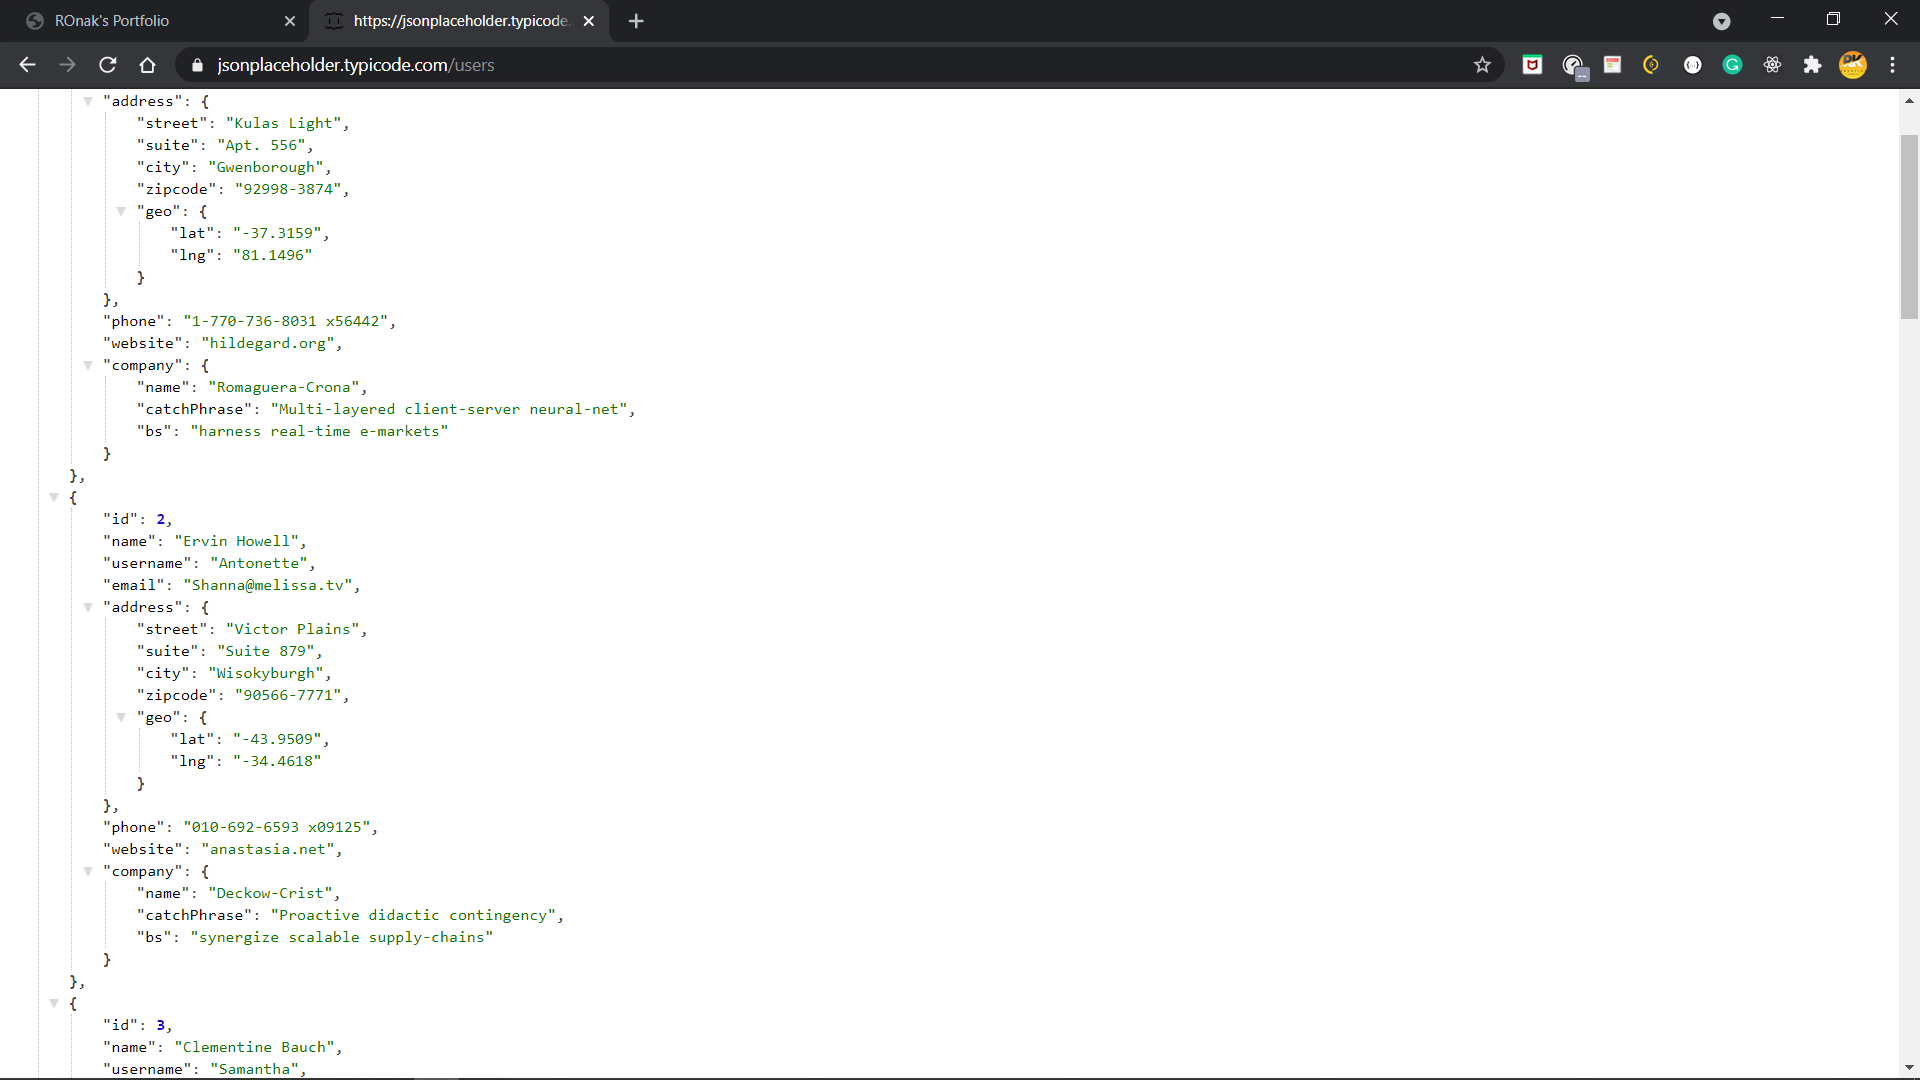 ROnak's Portfolio
https://jsonplaceholder.typicode.
jsonplaceholder.typicode.com/users
"address": {
"street": "Kulas Light",
"suite": "Apt. 556",
"city": "Gwenborough",
"zipcode": "92998-3874",
"geo": {
"lat": "-37.3159",
"lng": "81.1496"
}
},
"phone": "1-770-736-8031 x56442",
"website": "hildegard.org",
"company": {
"name": "Romaguera-Crona",
"catchPhrase": "Multi-layered client-server neural-net",
"bs": "harness real-time e-markets"
}
},
{
"id": 2,
"name": "Ervin Howell",
"username": "Antonette",
"email": "Shanna@melissa.tv",
"address": {
"street": "Victor Plains",
"suite": "Suite 879",
"city": "Wisokyburgh",
"zipcode": "90566-7771",
"geo": {
"lat": "-43.9509",
"lng": "-34.4618"
}
},
"phone": "010-692-6593 x09125",
"website": "anastasia.net",
"company": {
"name": "Deckow-Crist",
"catchPhrase": "Proactive didactic contingency",
"bs": "synergize scalable supply-chains"
}
},
{
"id": 3,
"name": "Clementine Bauch",
"username": "Samantha",